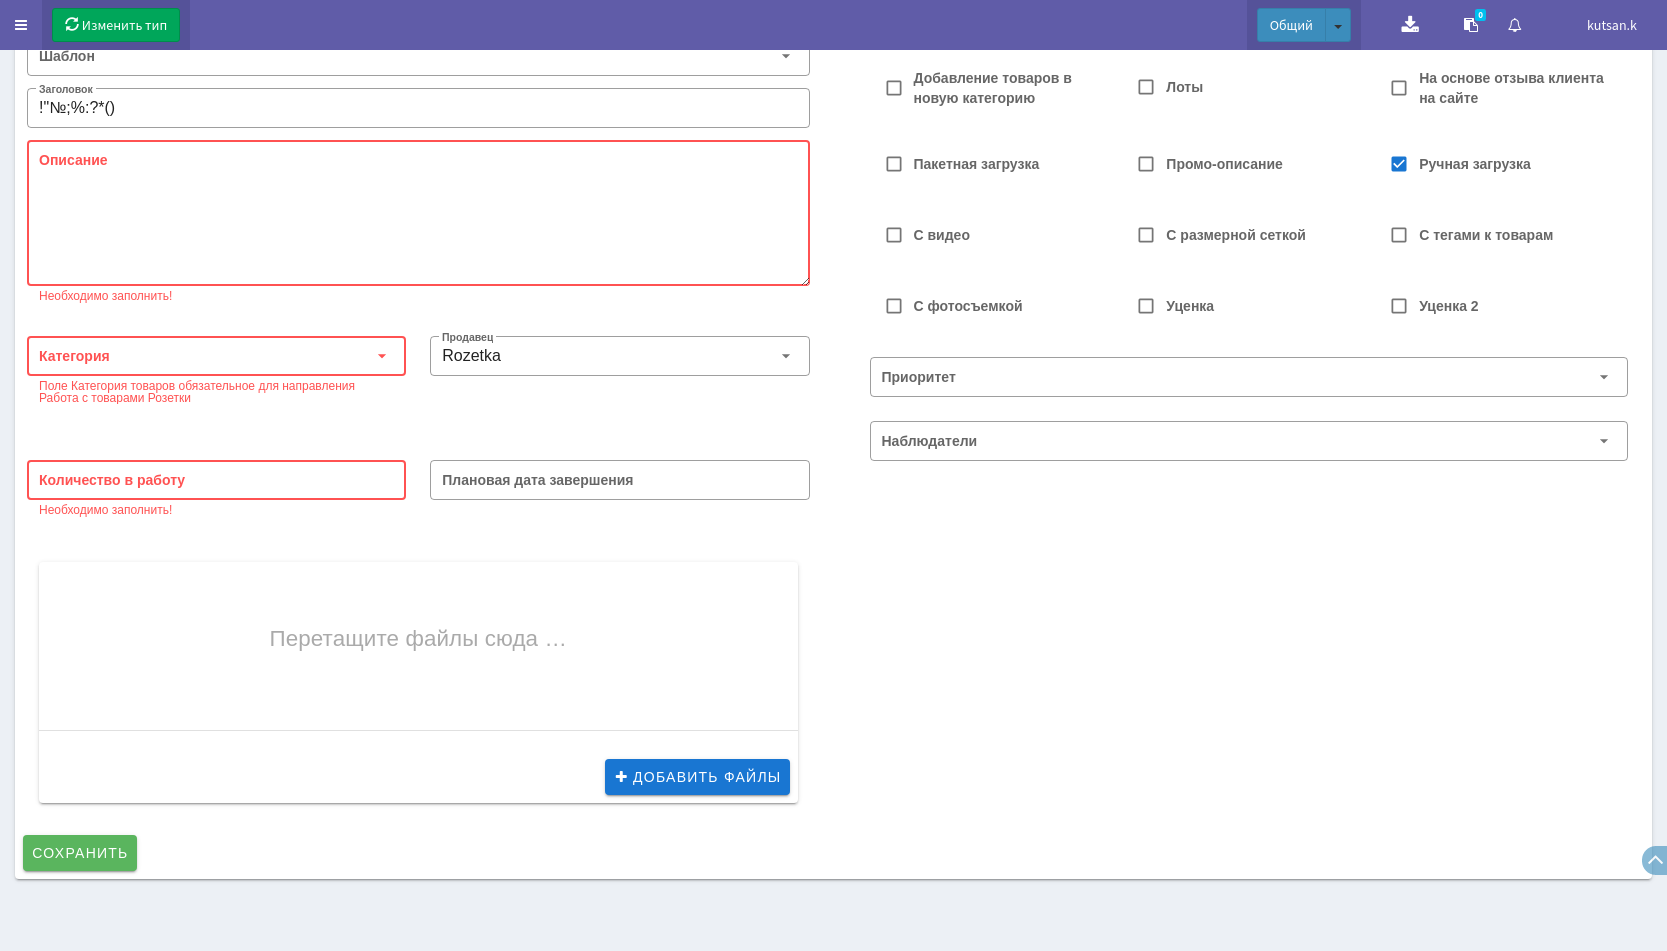 Изменить тип
Общий
0
kutsan.k
Шаблон
Заголовок
!"№;%:?*()
Описание
Необходимо заполнить!
Категория
Поле Категория товаров обязательное для направления
Работа с товарами Розетки
Продавец
Rozetka
Количество в работу
Необходимо заполнить!
Плановая дата завершения
Перетащите файлы сюда …
ДОБАВИТЬ ФАЙЛЫ
СОХРАНИТЬ
Добавление товаров в
новую категорию
Лоты
На основе отзыва клиента
на сайте
Пакетная загрузка
Промо-описание
Ручная загрузка
С видео
С размерной сеткой
С тегами к товарам
С фотосъемкой
Уценка
Уценка 2
Приоритет
Наблюдатели